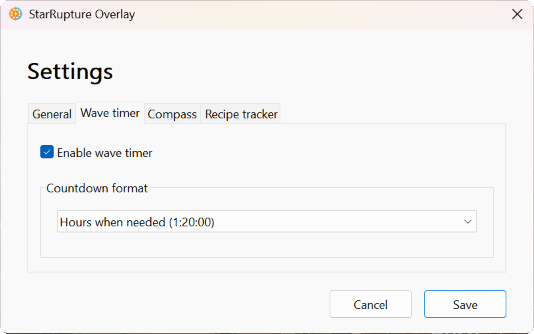 StarRupture Overlay
Settings
General Wave timer Compass Recipe tracker
Enable wave timer
Countdown format
Hours when needed (1:20:00)
Cancel Save